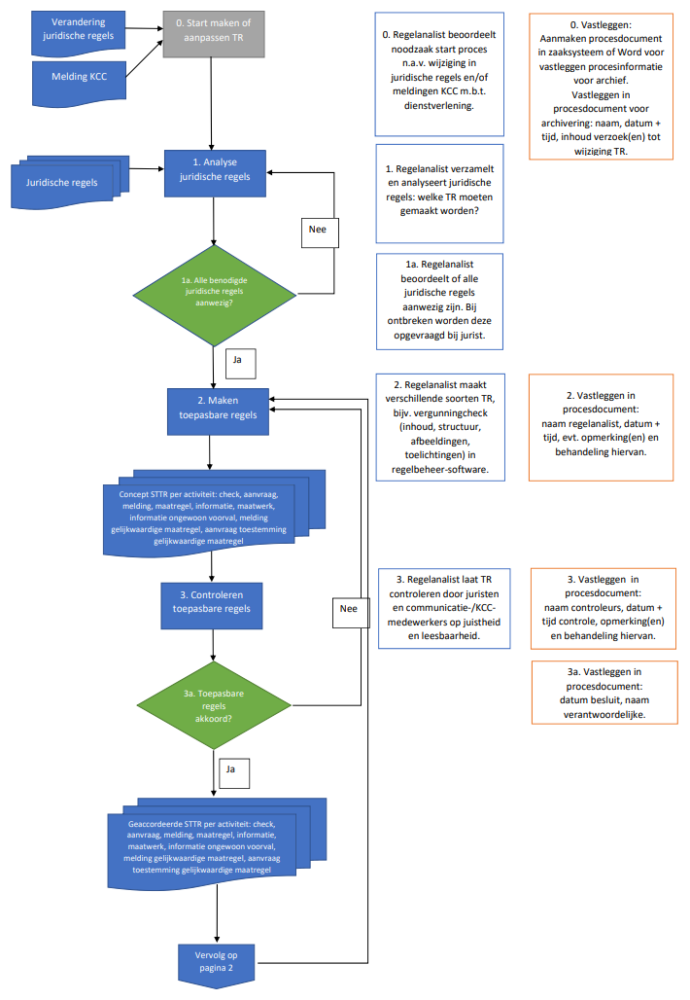 Verandering
juridische regels
Melding KCC
0. Start maken of
aanpassen TR
0. Regelanalist beoordeelt
noodzaak start proces
n.a.v. wijziging in
juridische regels en/of
meldingen KCC m.b.t.
dienstverlening.
0. Vastleggen:
Aanmaken procesdocument
in zaaksysteem of Word voor
vastleggen procesinformatie
voor archief.
Vastleggen in
procesdocument voor
archivering: naam, datum +
tijd, inhoud verzoek(en) tot
wijziging TR.
Juridische regels
1. Analyse
juridische regels
Nee
1. Regelanalist verzamelt
en analyseert juridische
regels: welke TR moeten
gemaakt worden?
1a. Alle benodigde
juridische regels
aanwezig?
1a. Regelanalist
beoordeelt of alle
juridische regels
aanwezig zijn. Bij
ontbreken worden deze
opgevraagd bij jurist.
Ja
2. Maken
toepasbare regels
2. Regelanalist maakt
verschillende soorten TR,
bijv. vergunningcheck
(inhoud, structuur,
afbeeldingen,
toelichtingen) in
regelbeheer-software.
2. Vastleggen in
procesdocument:
naam regelanalist, datum +
tijd, evt. opmerking(en) en
behandeling hiervan.
Concept STTR per activiteit: check, aanvraag,
melding, maatregel, informatie, maatwerk,
informatie ongewoon voorval, melding
gelijkwaardige maatregel, aanvraag toestemming
gelijkwaardige maatregel
3. Controleren
toepasbare regels
Nee
3. Regelanalist laat TR
controleren door juristen
en communicatie-/KCC-
medewerkers op juistheid
en leesbaarheid.
3. Vastleggen in
procesdocument:
naam controleurs, datum +
tijd controle, opmerking(en)
en behandeling hiervan.
3a. Toepasbare
regels
akkoord?
3a. Vastleggen in
procesdocument:
datum besluit, naam
verantwoordelijke.
Ja
Geaccordeerde STTR per activiteit: check,
aanvraag, melding, maatregel, informatie,
maatwerk, informatie ongewoon voorval,
melding gelijkwaardige maatregel, aanvraag
toestemming gelijkwaardige maatregel
Vervolg op
pagina 2